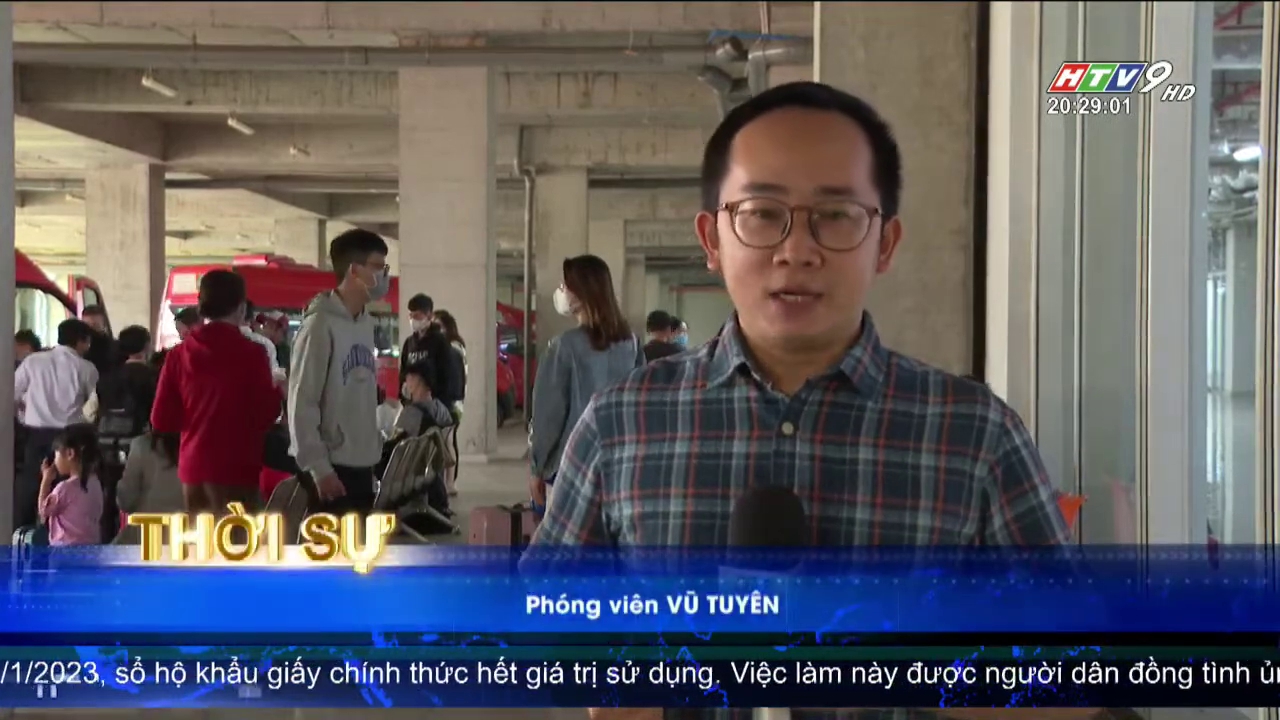 HTV9 HD
20:29:01
THỜI SỰ
Phóng viên VŨ TUYÊN
/1/2023, sổ hộ khẩu giấy chính thức hết giá trị sử dụng. Việc làm này được người dân đồng tình ủn